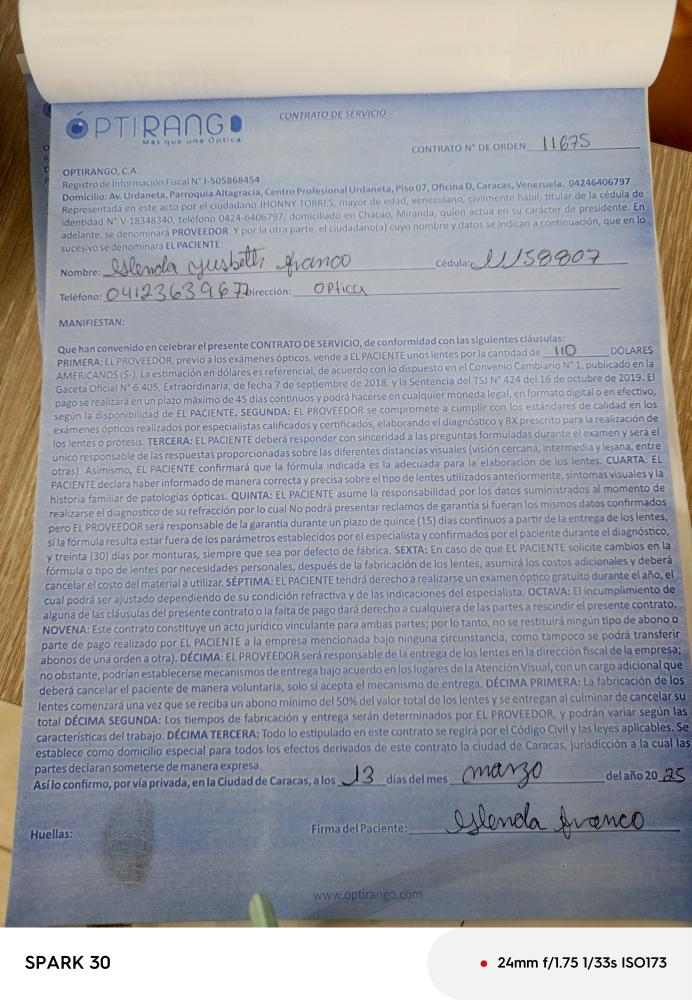 ÓPTIRANGO
Más que una Óptica
CONTRATO DE SERVICIO
CONTRATO N° DE ORDEN 11675
OPTIRANGO, C.A.
Registro de Información Fiscal N° J-505868454
Domicilio: Av. Urdaneta, Parroquia Altagracia, Centro Profesional Urdaneta, Piso 07, Oficina D, Caracas, Venezuela. 04246406797
Representada en este acto por el ciudadano JHONNY TORRES, mayor de edad, venezolano, civilmente hábil, titular de la cédula de
identidad N° V-18348340, teléfono 0424-6406797, domiciliado en Chacao, Miranda, quien actúa en su carácter de presidente. En
adelante, se denominará PROVEEDOR. Y por la otra parte, el ciudadano(a) cuyo nombre y datos se indican a continuación, que en lo
sucesivo se denominará EL PACIENTE:
Nombre: Glenda yusbeth franco Cédula: 11158807
Teléfono: 04123639677 Dirección: Optica
MANIFIESTAN:
Que han convenido en celebrar el presente CONTRATO DE SERVICIO, de conformidad con las siguientes cláusulas:
PRIMERA: EL PROVEEDOR, previo a los exámenes ópticos, vende a EL PACIENTE unos lentes por la cantidad de 110 DÓLARES
AMERICANOS (S-). La estimación en dólares es referencial, de acuerdo con lo dispuesto en el Convenio Cambiario N° 1, publicado en la
Gaceta Oficial N° 6.405, Extraordinaria, de fecha 7 de septiembre de 2018, y la Sentencia del TSJ N° 424 del 16 de octubre de 2019. El
pago se realizará en un plazo máximo de 45 días continuos y podrá hacerse en cualquier moneda legal, en formato digital o en efectivo,
según la disponibilidad de EL PACIENTE. SEGUNDA: EL PROVEEDOR se compromete a cumplir con los estándares de calidad en los
exámenes ópticos realizados por especialistas calificados y certificados, elaborando el diagnóstico y RX prescrito para la realización de
los lentes o prótesis. TERCERA: EL PACIENTE deberá responder con sinceridad a las preguntas formuladas durante el examen y será el
único responsable de las respuestas proporcionadas sobre las diferentes distancias visuales (visión cercana, intermedia y lejana, entre
otras). Asimismo, EL PACIENTE confirmará que la fórmula indicada es la adecuada para la elaboración de los lentes. CUARTA: EL
PACIENTE declara haber informado de manera correcta y precisa sobre el tipo de lentes utilizados anteriormente, síntomas visuales y la
historia familiar de patologías ópticas. QUINTA: EL PACIENTE asume la responsabilidad por los datos suministrados al momento de
realizarse el diagnostico de su refracción por lo cual No podrá presentar reclamos de garantía si fueran los mismos datos confirmados
pero EL PROVEEDOR será responsable de la garantía durante un plazo de quince (15) días continuos a partir de la entrega de los lentes,
si la fórmula resulta estar fuera de los parámetros establecidos por el especialista y confirmados por el paciente durante el diagnóstico,
y treinta (30) días por monturas, siempre que sea por defecto de fábrica. SEXTA: En caso de que EL PACIENTE solicite cambios en la
fórmula o tipo de lentes por necesidades personales, después de la fabricación de los lentes, asumirá los costos adicionales y deberá
cancelar el costo del material a utilizar. SÉPTIMA: EL PACIENTE tendrá derecho a realizarse un examen óptico gratuito durante el año, el
cual podrá ser ajustado dependiendo de su condición refractiva y de las indicaciones del especialista. OCTAVA: El incumplimiento de
alguna de las cláusulas del presente contrato o la falta de pago dará derecho a cualquiera de las partes a rescindir el presente contrato.
NOVENA: Este contrato constituye un acto jurídico vinculante para ambas partes; por lo tanto, no se restituirá ningún tipo de abono o
parte de pago realizado por EL PACIENTE a la empresa mencionada bajo ninguna circunstancia, como tampoco se podrá transferir
abonos de una orden a otra). DÉCIMA: EL PROVEEDOR será responsable de la entrega de los lentes en la dirección fiscal de la empresa;
no obstante, podrían establecerse mecanismos de entrega bajo acuerdo en los lugares de la Atención Visual, con un cargo adicional que
deberá cancelar el paciente de manera voluntaria, solo si acepta el mecanismo de entrega. DÉCIMA PRIMERA: La fabricación de los
lentes comenzará una vez que se reciba un abono mínimo del 50% del valor total de los lentes y se entregan al culminar de cancelar su
total DÉCIMA SEGUNDA: Los tiempos de fabricación y entrega serán determinados por EL PROVEEDOR, y podrán variar según las
características del trabajo. DÉCIMA TERCERA: Todo lo estipulado en este contrato se regirá por el Código Civil y las leyes aplicables. Se
establece como domicilio especial para todos los efectos derivados de este contrato la ciudad de Caracas, jurisdicción a la cual las
partes declaran someterse de manera expresa.
Así lo confirmo, por vía privada, en la Ciudad de Caracas, a los 13 días del mes marzo del año 20 25
Huellas:
Firma del Paciente: Glenda franco
www.optirango.com
SPARK 30
24mm f/1.75 1/33s ISO173